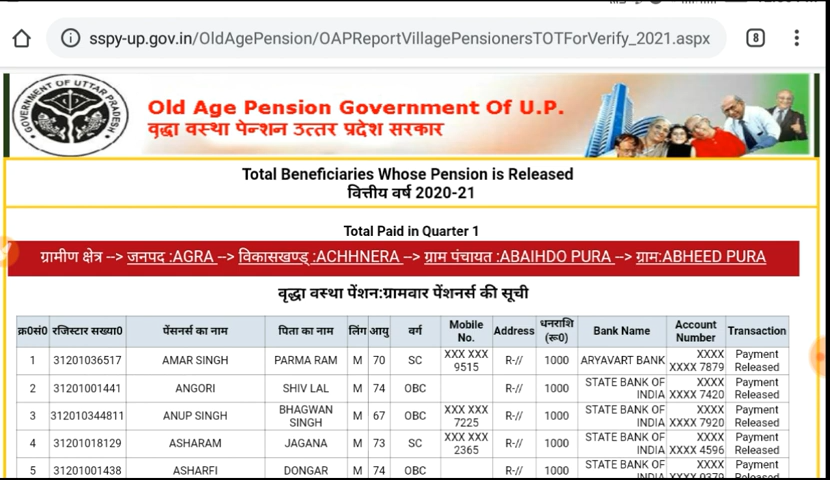 sspy-up.gov.in/OldAgePension/OAPReportVillagePensionersTOTForVerify_2021.aspx
8
GOVERNMENT OF UTTAR PRADESH
Old Age Pension Government Of U.P.
वृद्धा वस्था पेन्शन उत्तर प्रदेश सरकार
Total Beneficiaries Whose Pension is Released
वित्तीय वर्ष 2020-21
Total Paid in Quarter 1
ग्रामीण क्षेत्र --> जनपद :AGRA --> विकासखण्ड :ACHHNERA --> ग्राम पंचायत :ABAIHDO PURA --> ग्राम:ABHEED PURA
वृद्धा वस्था पेंशन:ग्रामवार पेंशनर्स की सूची
क्र0सं0 रजिस्टार सख्या0 पेंसनर्स का नाम पिता का नाम लिंग आयु वर्ग Mobile No. Address धनराशि (रू0) Bank Name Account Number Transaction
1 31201036517 AMAR SINGH PARMA RAM M 70 SC XXX XXX 9515 R-// 1000 ARYAVART BANK XXXX XXXX 7879 Payment Released
2 31201001441 ANGORI SHIV LAL M 74 OBC R-// 1000 STATE BANK OF INDIA XXXX XXXX 7420 Payment Released
3 312010344811 ANUP SINGH BHAGWAN SINGH M 67 OBC XXX XXX 7225 R-// 1000 STATE BANK OF INDIA XXXX XXXX 7920 Payment Released
4 31201018129 ASHARAM JAGANA M 73 SC XXX XXX 2365 R-// 1000 STATE BANK OF INDIA XXXX XXXX 4596 Payment Released
5 31201001438 ASHARFI DONGAR M 74 OBC R-// 1000 STATE BANK OF INDIA XXXX XXXX 0379 Payment Released